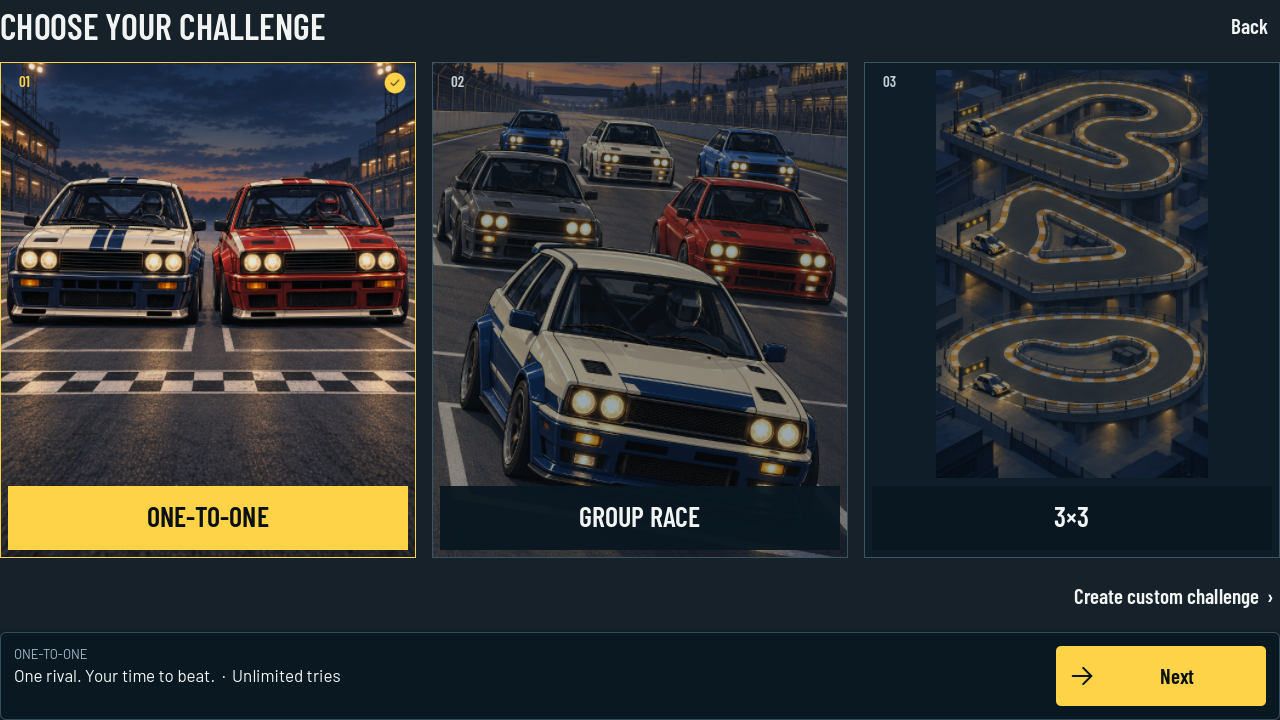 CHOOSE YOUR CHALLENGE
Back
01
02
03
ONE-TO-ONE
GROUP RACE
3×3
Create custom challenge ›
ONE-TO-ONE
One rival. Your time to beat. · Unlimited tries
Next